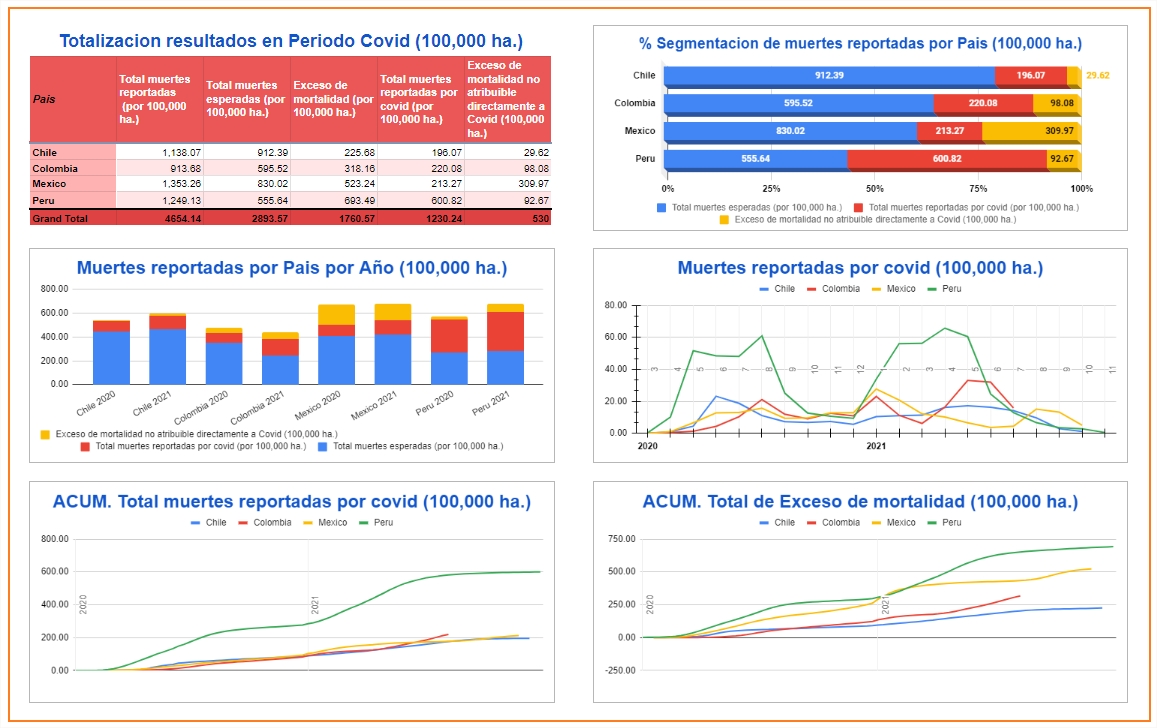 Totalizacion resultados en Periodo Covid (100,000 ha.)
País
Total muertes
reportadas
(por 100,000
ha.)
Total muertes
esperadas (por
100,000 ha.)
Exceso de
mortalidad (por
100,000 ha.)
Total muertes
reportadas por
covid (por
100,000 ha.)
Exceso de
mortalidad no
atribuible
directamente a
Covid (100,000
ha.)
Chile 1,138.07 912.39 225.68 196.07 29.62
Colombia 913.68 595.52 318.16 220.08 98.08
Mexico 1,353.26 830.02 523.24 213.27 309.97
Peru 1,249.13 555.64 693.49 600.82 92.67
Grand Total 4654.14 2893.57 1760.57 1230.24 530
% Segmentacion de muertes reportadas por Pais (100,000 ha.)
Chile 912.39 196.07 29.62
Colombia 595.52 220.08 98.08
Mexico 830.02 213.27 309.97
Peru 555.64 600.82 92.67
0% 25% 50% 75% 100%
Total muertes esperadas (por 100,000 ha.) Total muertes reportadas por covid (por 100,000 ha.)
Exceso de mortalidad no atribuible directamente a Covid (100,000 ha.)
Muertes reportadas por Pais por Año (100,000 ha.)
800.00
600.00
400.00
200.00
0.00
Chile 2020 Chile 2021 Colombia 2020 Colombia 2021 Mexico 2020 Mexico 2021 Peru 2020 Peru 2021
Exceso de mortalidad no atribuible directamente a Covid (100,000 ha.)
Total muertes reportadas por covid (por 100,000 ha.) Total muertes esperadas (por 100,000 ha.)
Muertes reportadas por covid (100,000 ha.)
Chile Colombia Mexico Peru
80.00
60.00
40.00
20.00
0.00
3 4 5 6 7 8 9 10 11 12 1 2 3 4 5 6 7 8 9 10 11
2020 2021
ACUM. Total muertes reportadas por covid (100,000 ha.)
Chile Colombia Mexico Peru
800.00
600.00
400.00
200.00
0.00
2020 2021
ACUM. Total de Exceso de mortalidad (100,000 ha.)
Chile Colombia Mexico Peru
750.00
500.00
250.00
0.00
-250.00
2020 2021